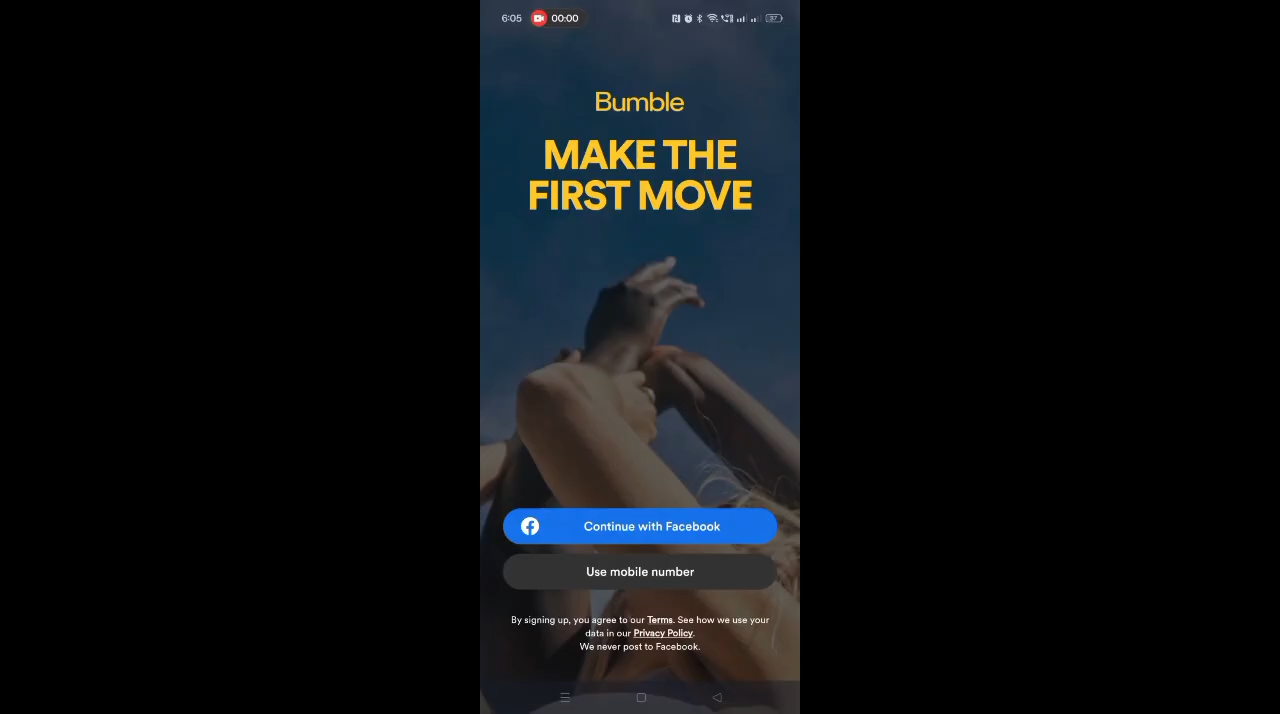 6:05 00:00 37
Bumble
MAKE THE
FIRST MOVE
Continue with Facebook
Use mobile number
By signing up, you agree to our Terms. See how we use your
data in our Privacy Policy.
We never post to Facebook.